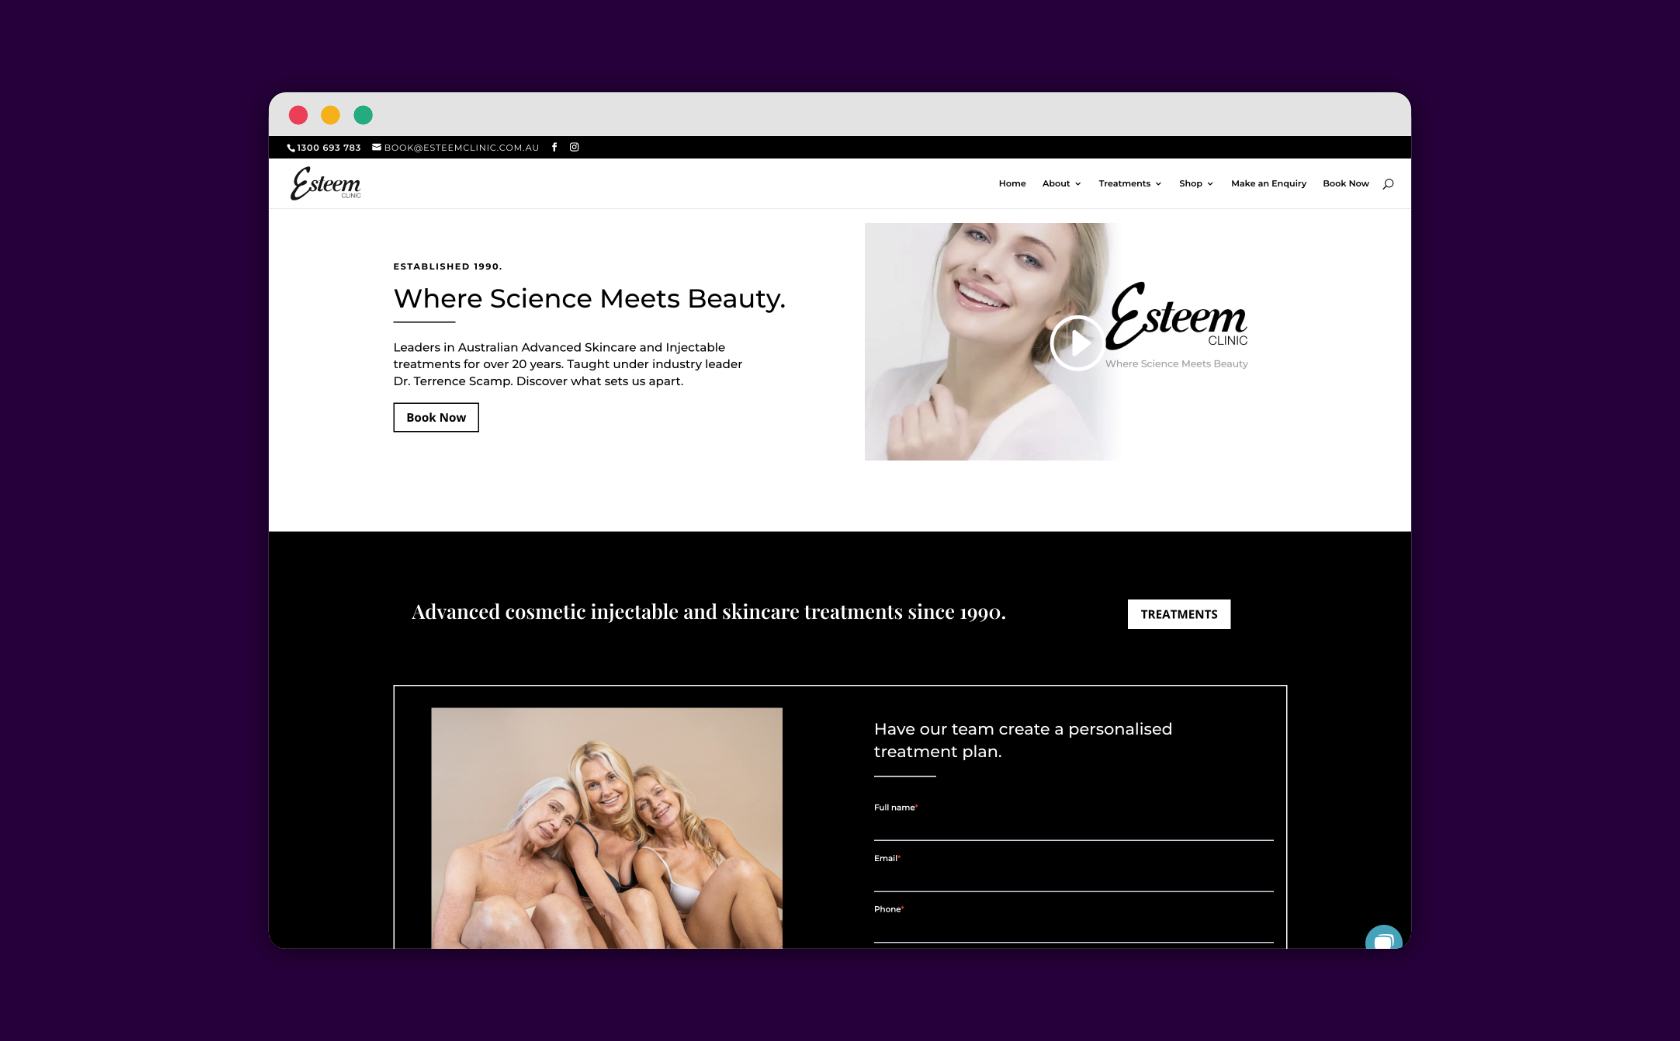 1300 693 783 BOOK@ESTEEMCLINIC.COM.AU
Esteem
CLINIC
Home About Treatments Shop Make an Enquiry Book Now
ESTABLISHED 1990.
Where Science Meets Beauty.
Leaders in Australian Advanced Skincare and Injectable
treatments for over 20 years. Taught under industry leader
Dr. Terrence Scamp. Discover what sets us apart.
Book Now
Esteem
CLINIC
Where Science Meets Beauty
Advanced cosmetic injectable and skincare treatments since 1990.
TREATMENTS
Have our team create a personalised
treatment plan.
Full name*
Email*
Phone*